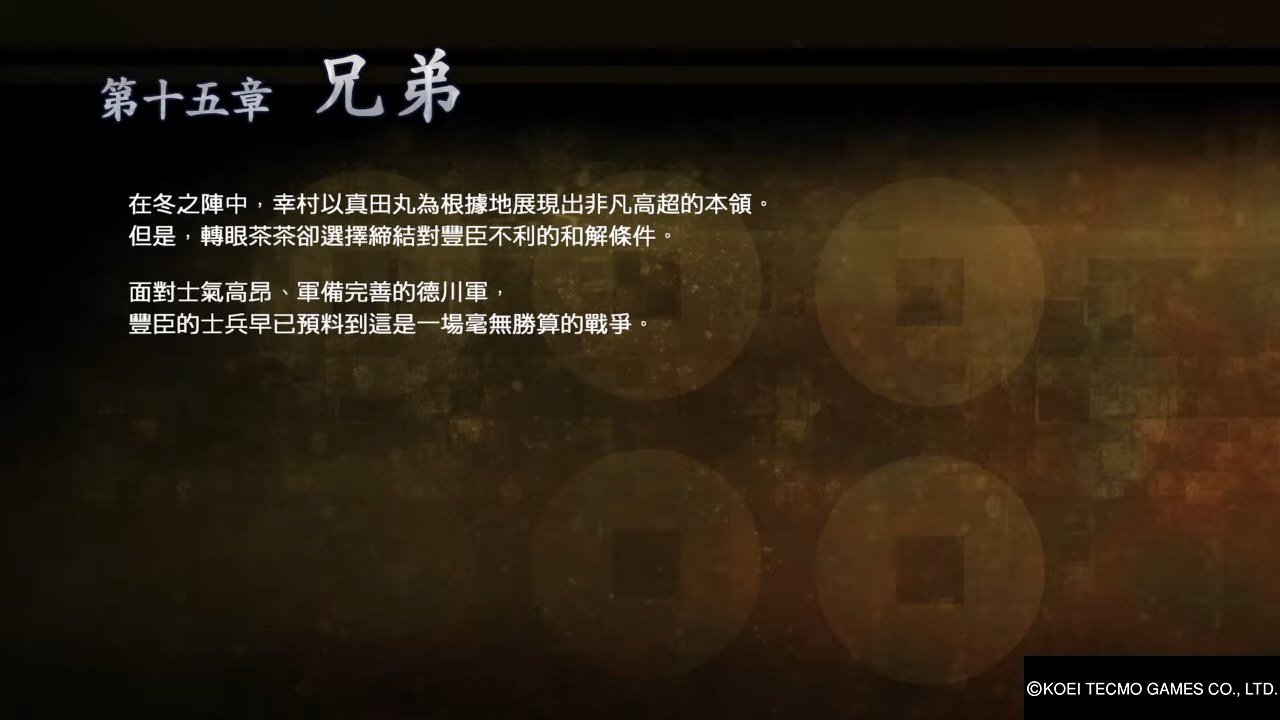 第十五章 兄弟
在冬之陣中，幸村以真田丸為根據地展現出非凡高超的本領。
但是，轉眼茶茶卻選擇締結對豐臣不利的和解條件。
面對士氣高昂、軍備完善的德川軍，
豐臣的士兵早已預料到這是一場毫無勝算的戰爭。
©KOEI TECMO GAMES CO., LTD.